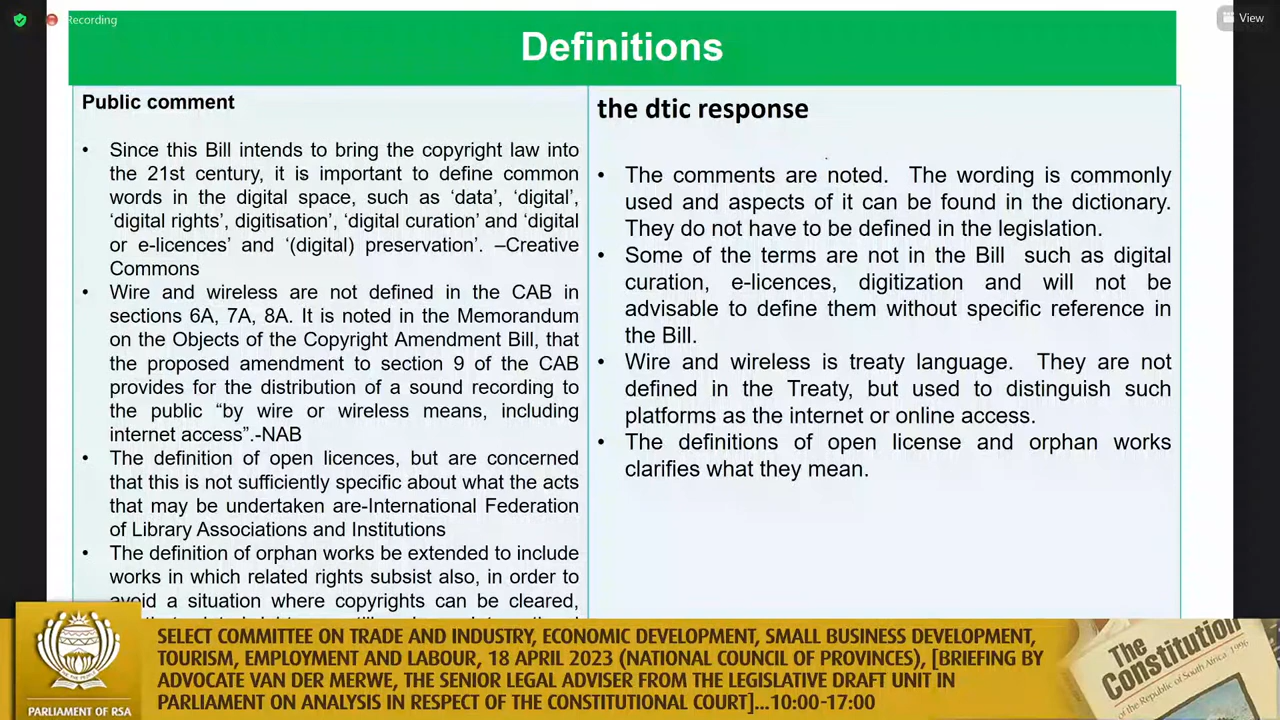 Recording
View
Definitions
Public comment
• Since this Bill intends to bring the copyright law into
the 21st century, it is important to define common
words in the digital space, such as ‘data’, ‘digital’,
‘digital rights’, digitisation’, ‘digital curation’ and ‘digital
or e-licences’ and ‘(digital) preservation’. –Creative
Commons
• Wire and wireless are not defined in the CAB in
sections 6A, 7A, 8A. It is noted in the Memorandum
on the Objects of the Copyright Amendment Bill, that
the proposed amendment to section 9 of the CAB
provides for the distribution of a sound recording to
the public “by wire or wireless means, including
internet access”.-NAB
• The definition of open licences, but are concerned
that this is not sufficiently specific about what the acts
that may be undertaken are-International Federation
of Library Associations and Institutions
• The definition of orphan works be extended to include
works in which related rights subsist also, in order to
avoid a situation where copyrights can be cleared,
the dtic response
• The comments are noted. The wording is commonly
used and aspects of it can be found in the dictionary.
They do not have to be defined in the legislation.
• Some of the terms are not in the Bill such as digital
curation, e-licences, digitization and will not be
advisable to define them without specific reference in
the Bill.
• Wire and wireless is treaty language. They are not
defined in the Treaty, but used to distinguish such
platforms as the internet or online access.
• The definitions of open license and orphan works
clarifies what they mean.
PARLIAMENT OF RSA
SELECT COMMITTEE ON TRADE AND INDUSTRY, ECONOMIC DEVELOPMENT, SMALL BUSINESS DEVELOPMENT,
TOURISM, EMPLOYMENT AND LABOUR, 18 APRIL 2023 (NATIONAL COUNCIL OF PROVINCES), [BRIEFING BY
ADVOCATE VAN DER MERWE, THE SENIOR LEGAL ADVISER FROM THE LEGISLATIVE DRAFT UNIT IN
PARLIAMENT ON ANALYSIS IN RESPECT OF THE CONSTITUTIONAL COURT]...10:00-17:00
The
Constitution
of the Republic of South Africa, 1996